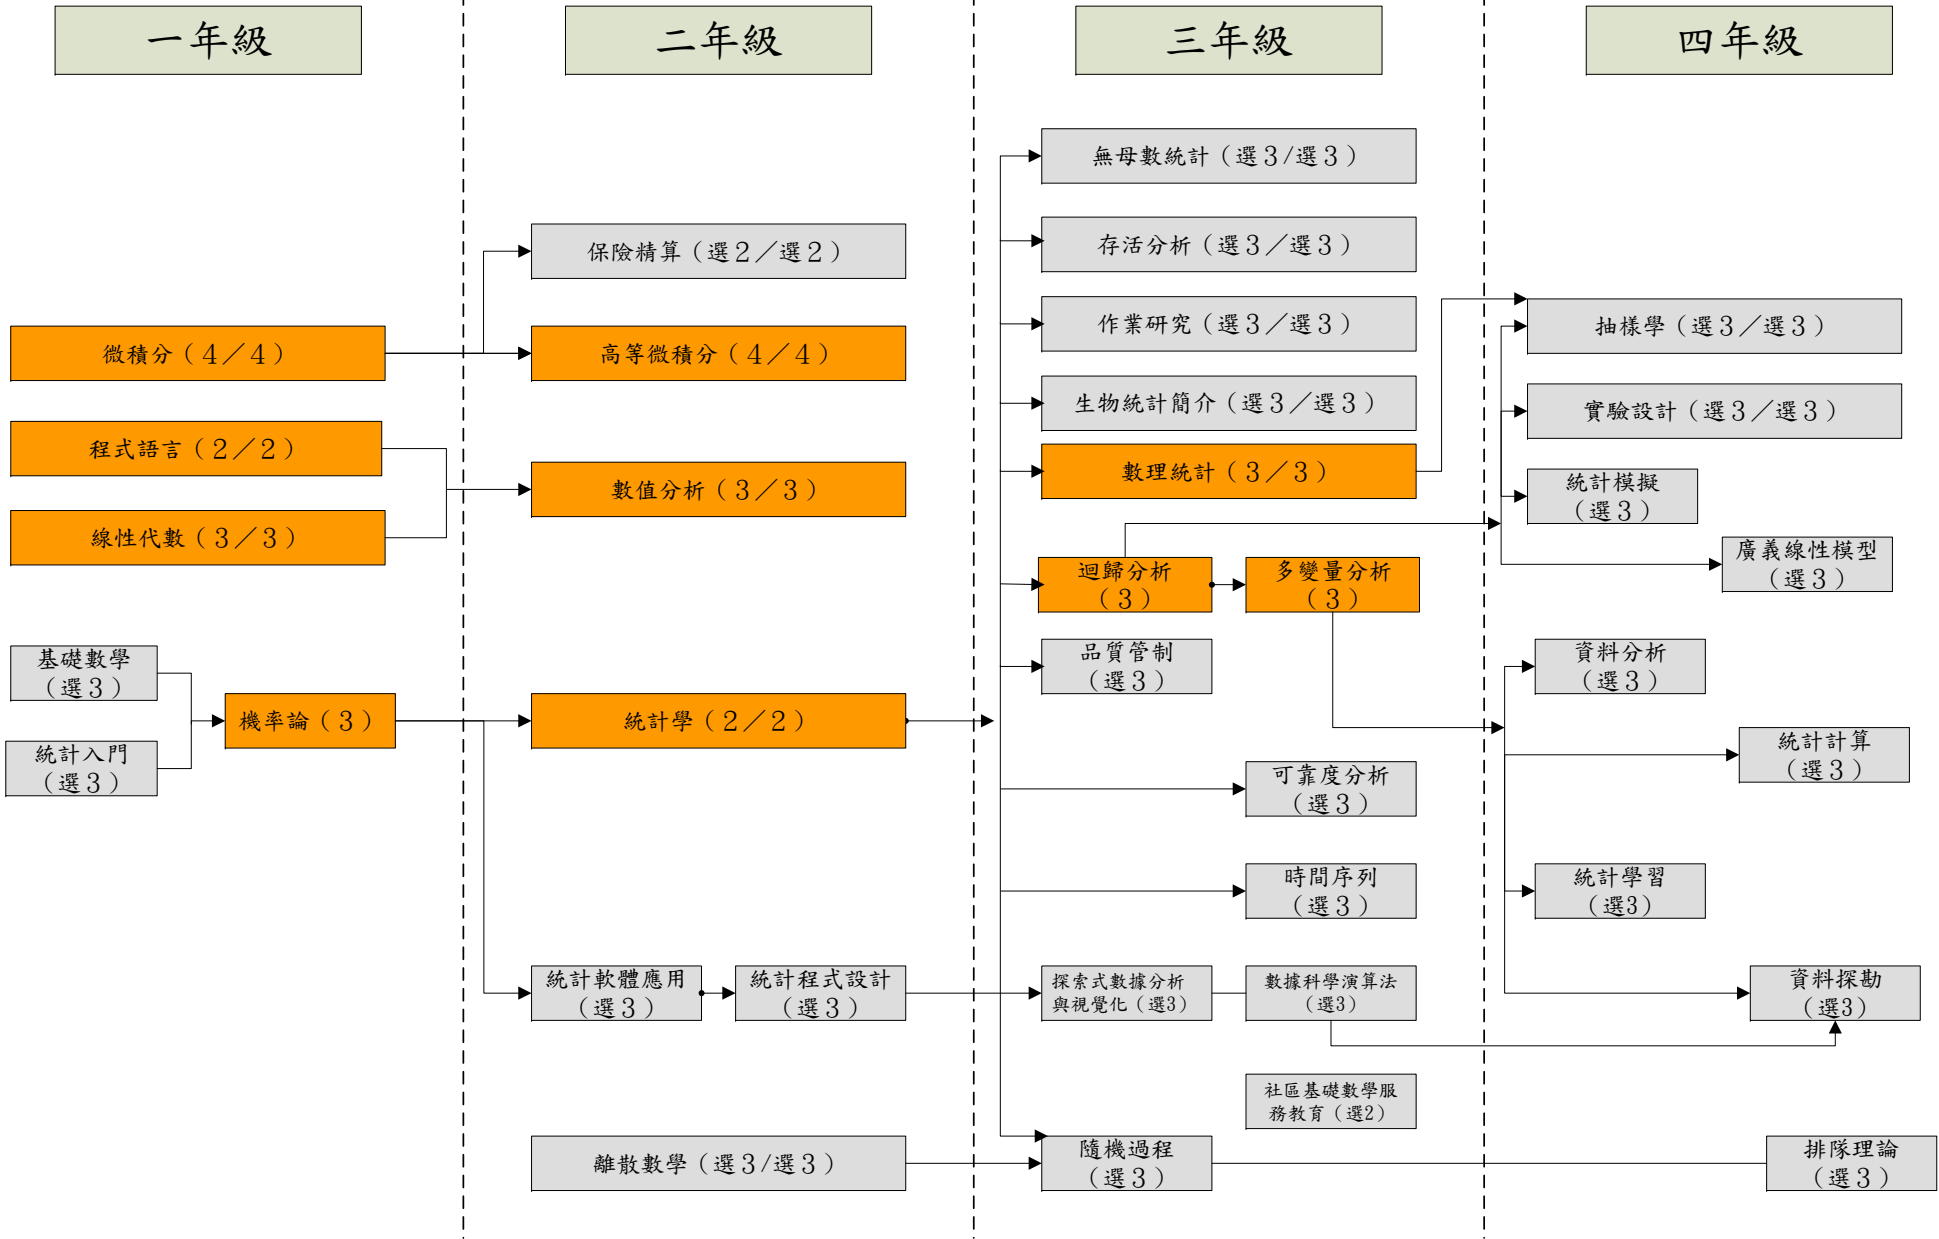 一年級
二年級
三年級
四年級
微積分（４／４）
程式語言（２／２）
線性代數（３／３）
基礎數學
（選３）
統計入門
（選３）
機率論（３）
保險精算（選２／選２）
高等微積分（４／４）
數值分析（３／３）
統計學（２／２）
統計軟體應用
（選３）
統計程式設計
（選３）
離散數學（選３/選３）
無母數統計（選３/選３）
存活分析（選３／選３）
作業研究（選３／選３）
生物統計簡介（選３／選３）
數理統計（３／３）
迴歸分析
（３）
多變量分析
（３）
品質管制
（選３）
可靠度分析
（選３）
時間序列
（選３）
探索式數據分析
與視覺化（選3）
數據科學演算法
（選3）
社區基礎數學服
務教育（選2）
隨機過程
（選３）
抽樣學（選３／選３）
實驗設計（選３／選３）
統計模擬
（選３）
廣義線性模型
（選３）
資料分析
（選３）
統計計算
（選３）
統計學習
（選3）
資料探勘
（選3）
排隊理論
（選３）